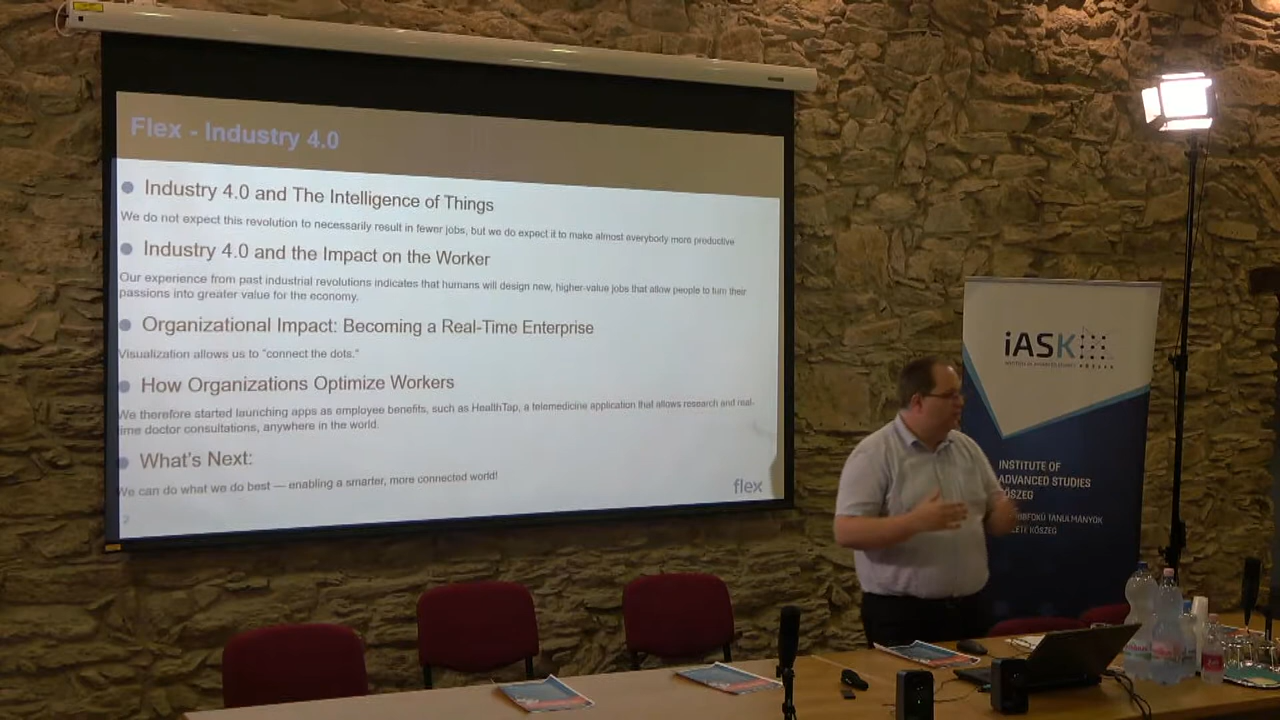 Flex - Industry 4.0
Industry 4.0 and The Intelligence of Things
We do not expect this revolution to necessarily result in fewer jobs, but we do expect it to make almost everybody more productive
Industry 4.0 and the Impact on the Worker
Our experience from past industrial revolutions indicates that humans will design new, higher-value jobs that allow people to turn their
passions into greater value for the economy.
Organizational Impact: Becoming a Real-Time Enterprise
Visualization allows us to "connect the dots."
How Organizations Optimize Workers
We therefore started launching apps as employee benefits, such as HealthTap, a telemedicine application that allows research and real-
time doctor consultations, anywhere in the world.
What's Next:
We can do what we do best — enabling a smarter, more connected world!
flex
2
iASK
INSTITUTE OF
ADVANCED STUDIES
KŐSZEG
TANULMÁNYOK
KŐSZEG